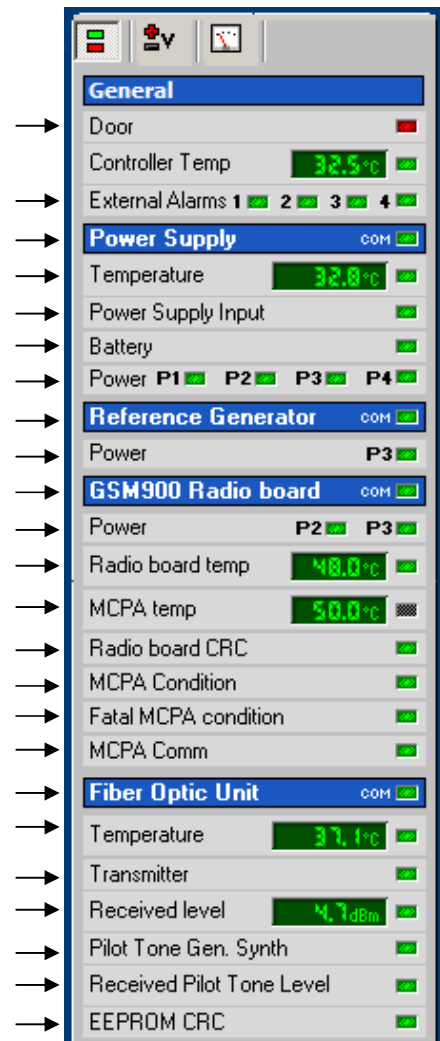 General
Door
Controller Temp 32.5°C
External Alarms 1 2 3 4
Power Supply COM
Temperature 32.8°C
Power Supply Input
Battery
Power P1 P2 P3 P4
Reference Generator COM
Power P3
GSM900 Radio board COM
Power P2 P3
Radio board temp 48.0°C
MCPA temp 50.0°C
Radio board CRC
MCPA Condition
Fatal MCPA condition
MCPA Comm
Fiber Optic Unit COM
Temperature 37.1°C
Transmitter
Received level 4.7dBm
Pilot Tone Gen. Synth
Received Pilot Tone Level
EEPROM CRC